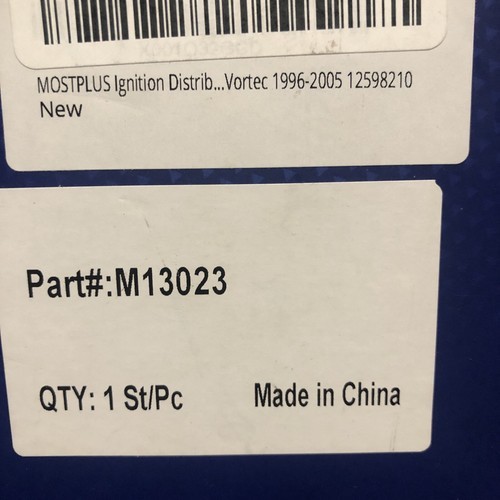 MOSTPLUS Ignition Distrib...Vortec 1996-2005 12598210
New
Part#:M13023
QTY: 1 St/Pc
Made in China